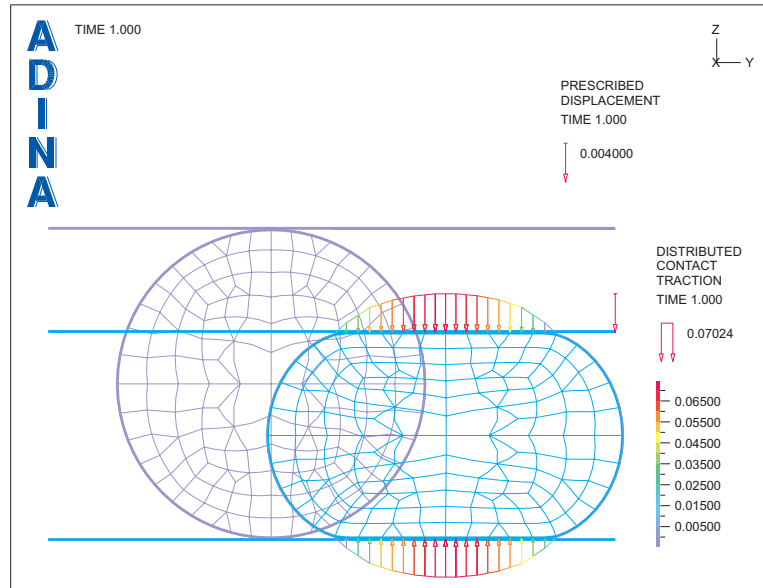 ADINA
TIME 1.000
Z
X Y
PRESCRIBED
DISPLACEMENT
TIME 1.000
0.004000
DISTRIBUTED
CONTACT
TRACTION
TIME 1.000
0.07024
0.06500
0.05500
0.04500
0.03500
0.02500
0.01500
0.00500